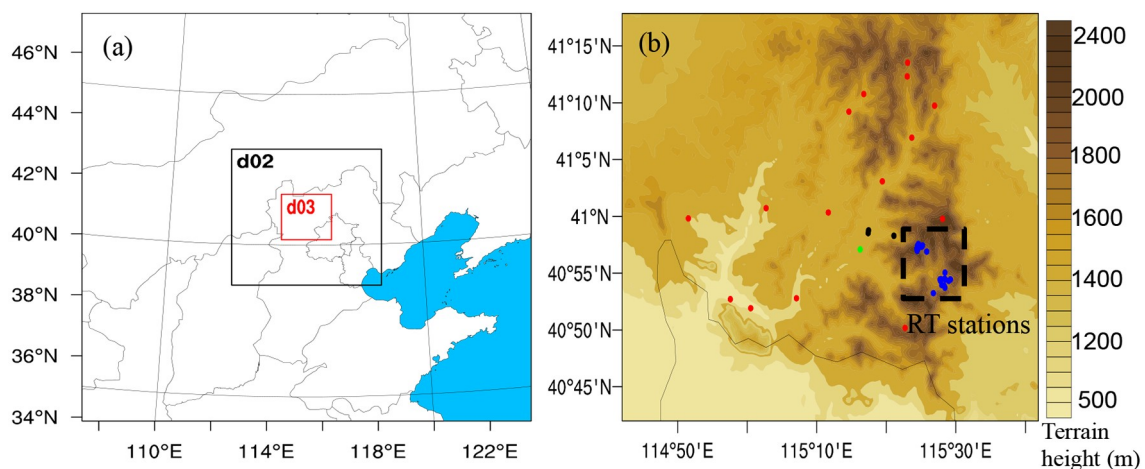 (a)
46°N
44°N
42°N
40°N
38°N
36°N
34°N
d02
d03
110°E
114°E
118°E
122°E
(b)
41°15'N
41°10'N
41°5'N
41°N
40°55'N
40°50'N
40°45'N
RT stations
114°50'E
115°10'E
115°30'E
2400
2000
1800
1600
1400
1200
500
Terrain
height (m)